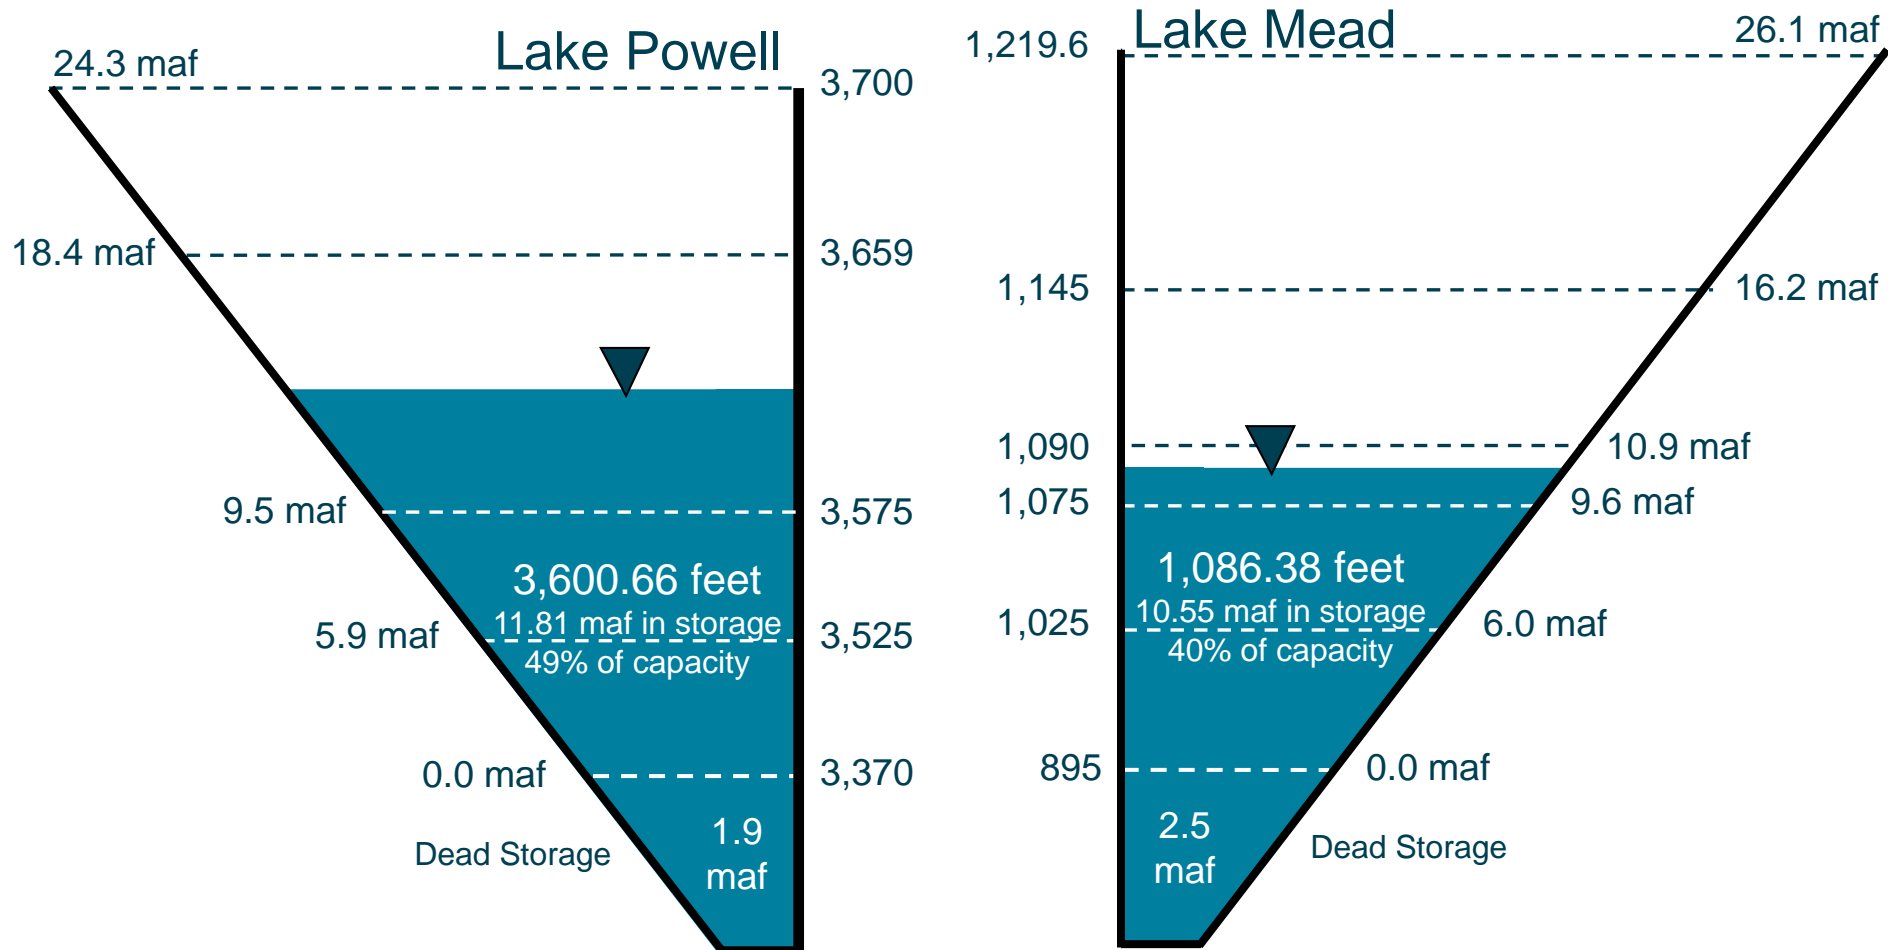 Lake Powell
24.3 maf
3,700
18.4 maf
3,659
9.5 maf
3,575
3,600.66 feet
11.81 maf in storage
5.9 maf
3,525
49% of capacity
0.0 maf
3,370
1.9
maf
Dead Storage
Lake Mead
1,219.6
26.1 maf
1,145
16.2 maf
1,090
10.9 maf
1,075
9.6 maf
1,086.38 feet
10.55 maf in storage
1,025
6.0 maf
40% of capacity
895
0.0 maf
2.5
maf
Dead Storage